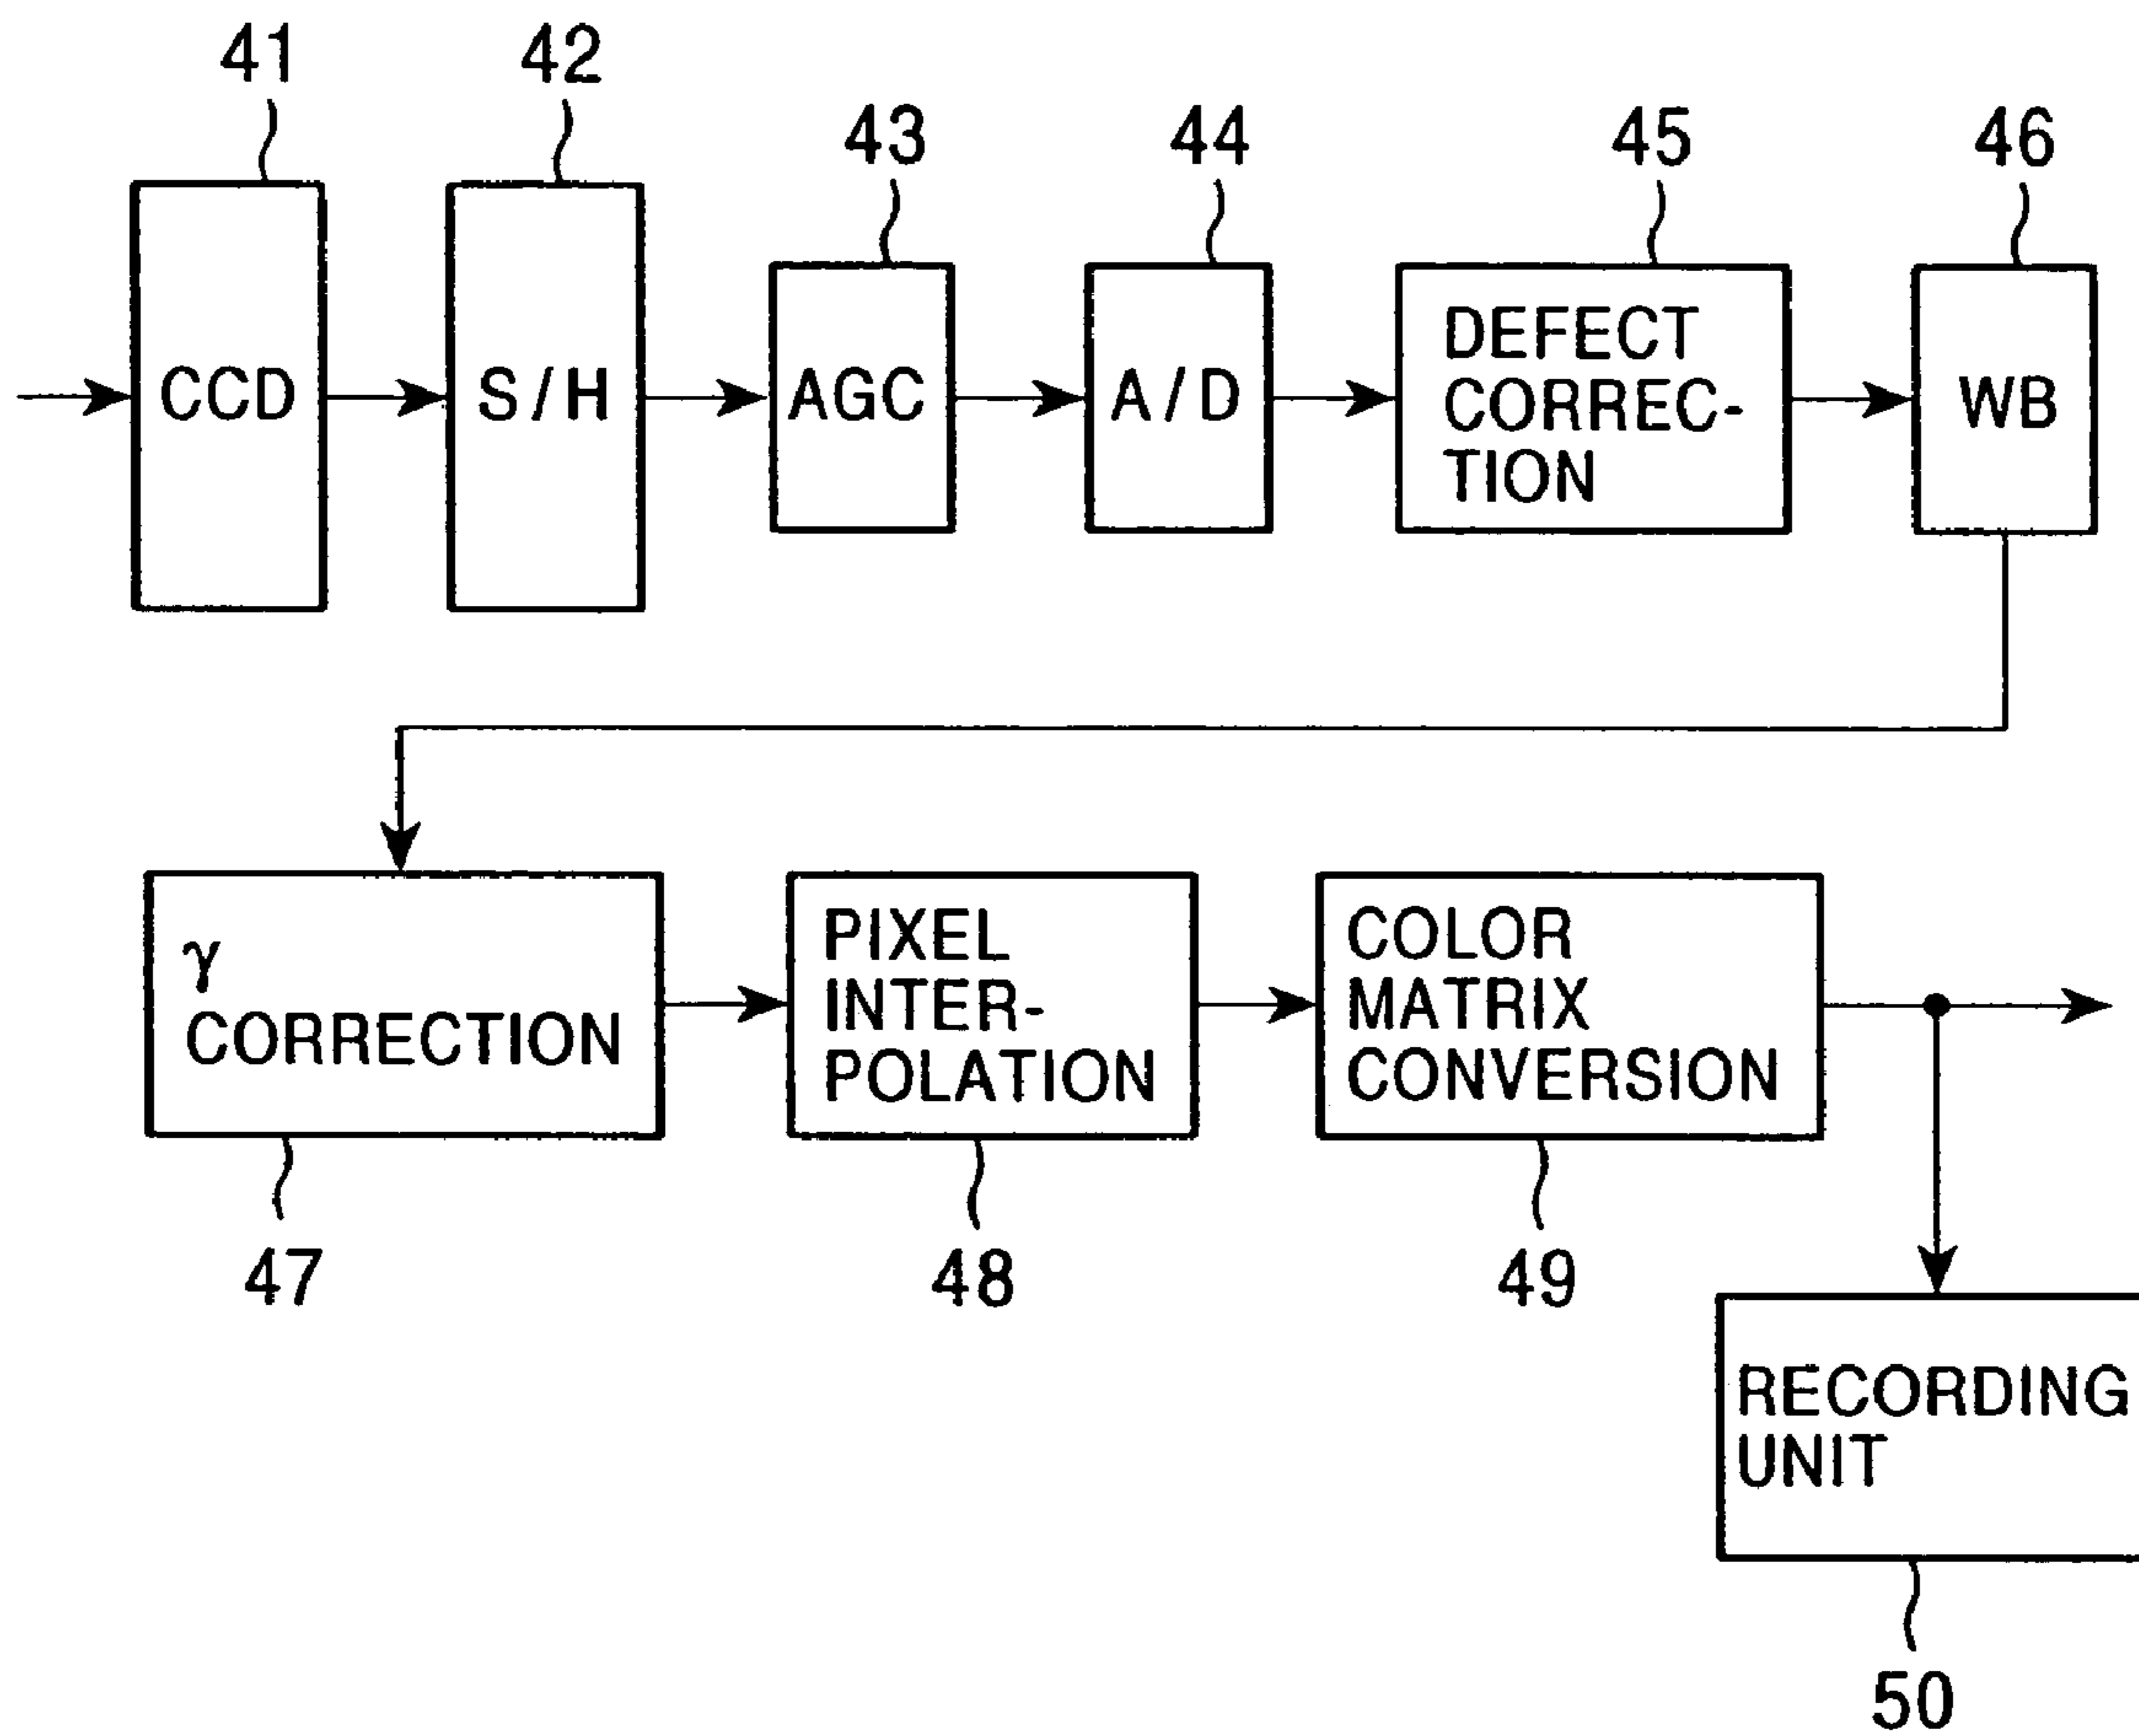 41
42
43
44
45
46
CCD
S/H
AGC
A/D
DEFECT
CORREC-
TION
WB
γ
CORRECTION
PIXEL
INTER-
POLATION
COLOR
MATRIX
CONVERSION
47
48
49
RECORDING
UNIT
50